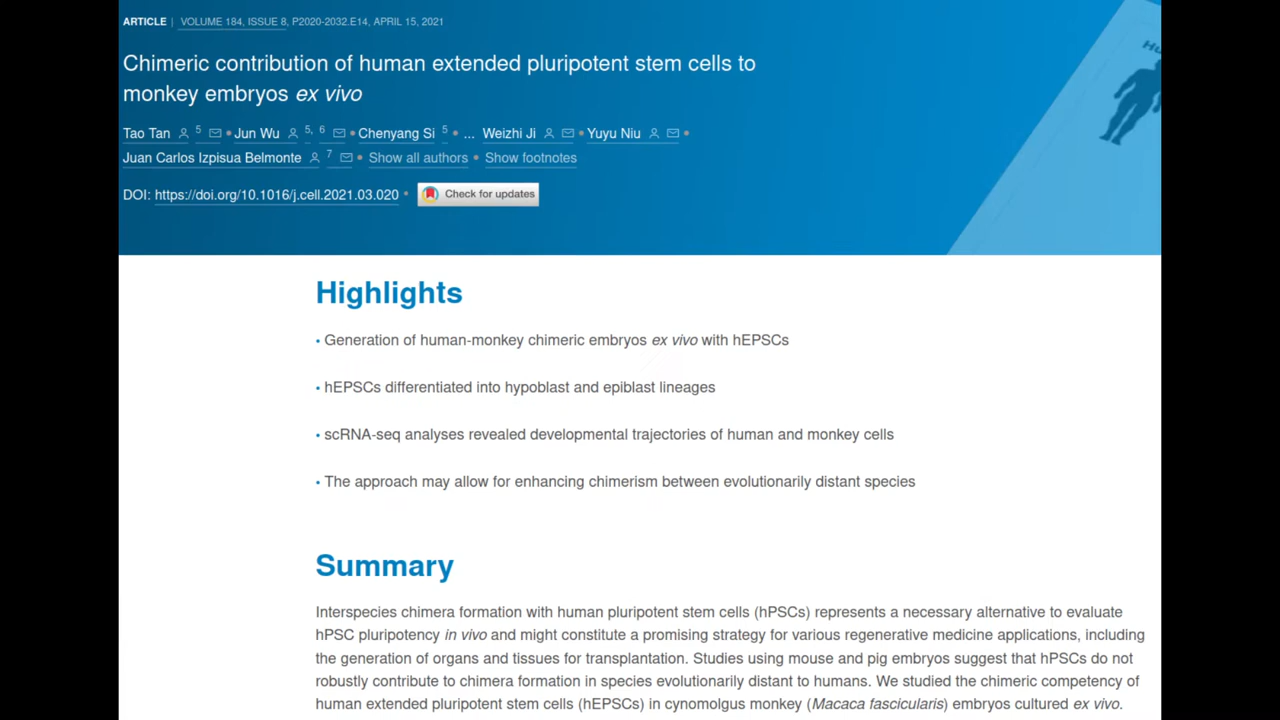 ARTICLE | VOLUME 184, ISSUE 8, P2020-2032.E14, APRIL 15, 2021
Chimeric contribution of human extended pluripotent stem cells to
monkey embryos ex vivo
Tao Tan 5 • Jun Wu 5, 6 • Chenyang Si 5 • ... Weizhi Ji • Yuyu Niu •
Juan Carlos Izpisua Belmonte 7 • Show all authors • Show footnotes
DOI: https://doi.org/10.1016/j.cell.2021.03.020 • Check for updates
Highlights
• Generation of human-monkey chimeric embryos ex vivo with hEPSCs
• hEPSCs differentiated into hypoblast and epiblast lineages
• scRNA-seq analyses revealed developmental trajectories of human and monkey cells
• The approach may allow for enhancing chimerism between evolutionarily distant species
Summary
Interspecies chimera formation with human pluripotent stem cells (hPSCs) represents a necessary alternative to evaluate
hPSC pluripotency in vivo and might constitute a promising strategy for various regenerative medicine applications, including
the generation of organs and tissues for transplantation. Studies using mouse and pig embryos suggest that hPSCs do not
robustly contribute to chimera formation in species evolutionarily distant to humans. We studied the chimeric competency of
human extended pluripotent stem cells (hEPSCs) in cynomolgus monkey (Macaca fascicularis) embryos cultured ex vivo.